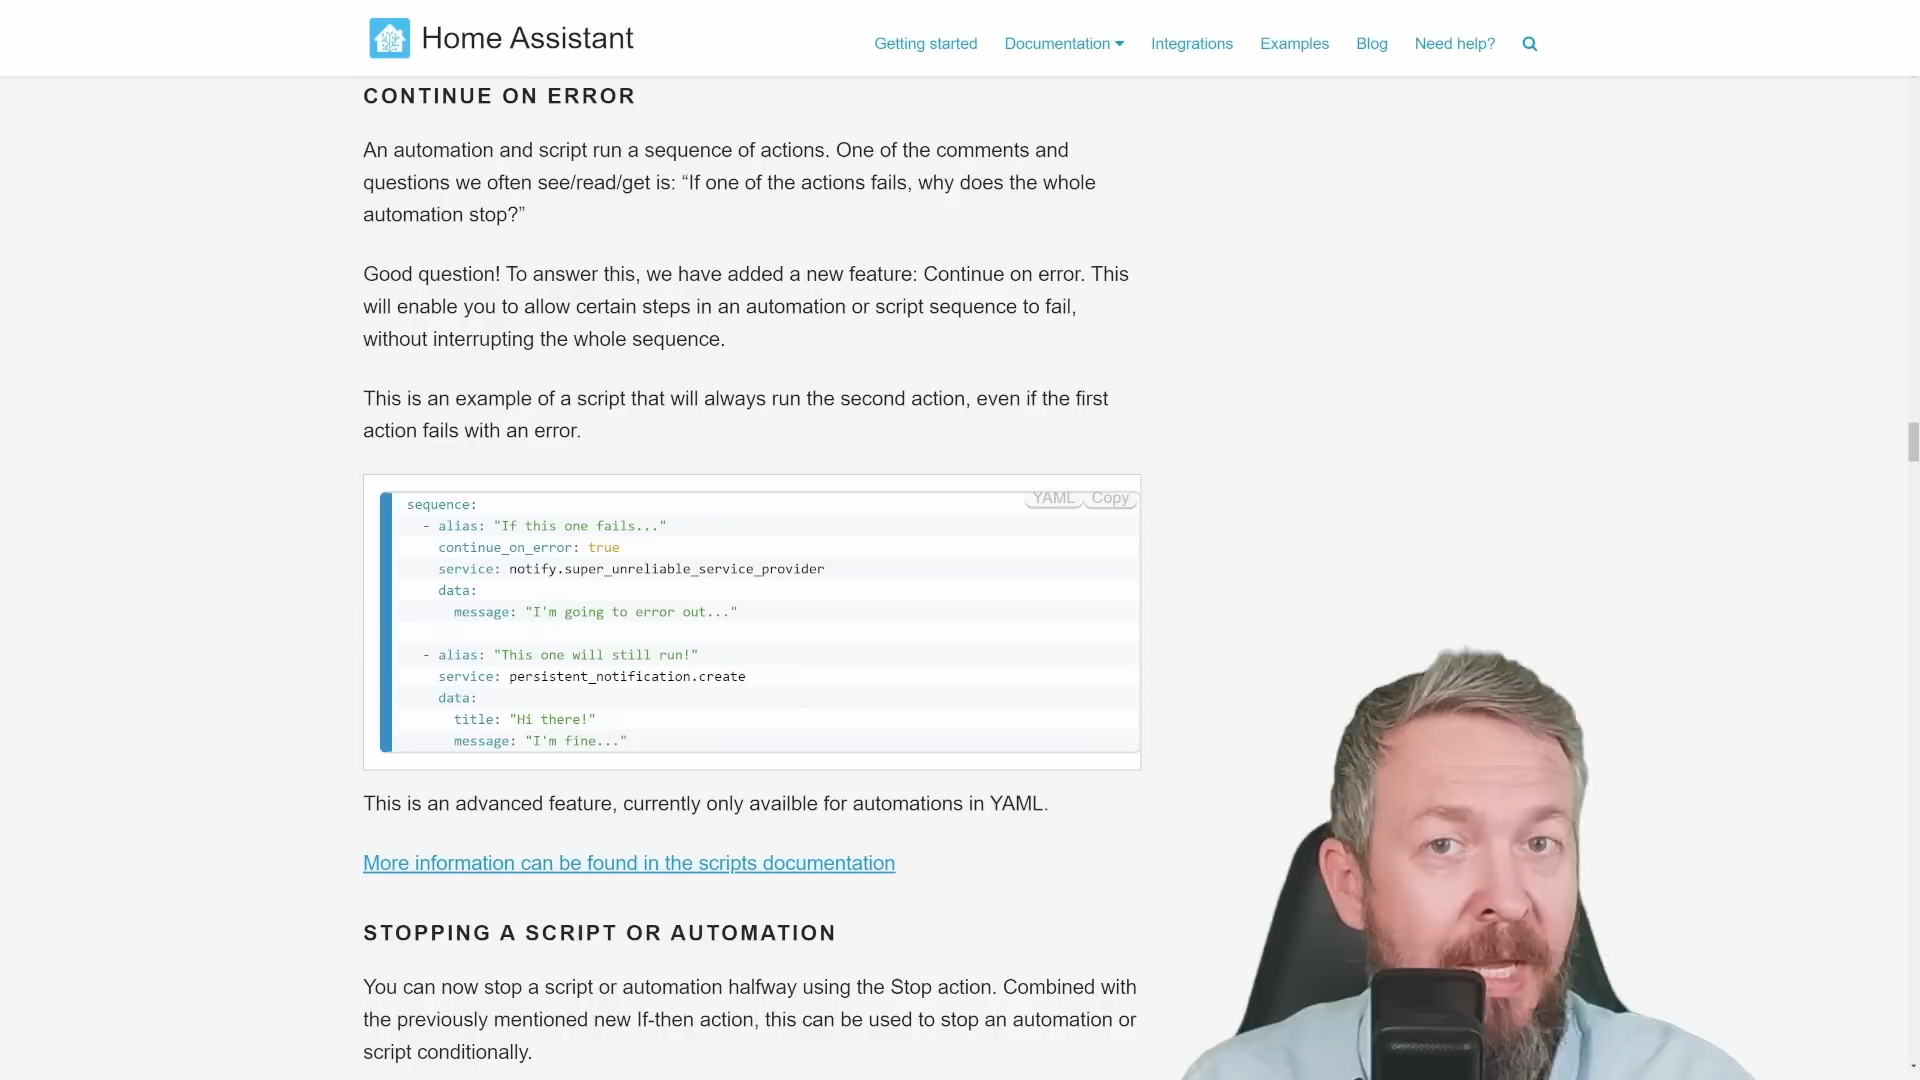 Home Assistant
Getting started
Documentation
Integrations
Examples
Blog
Need help?
CONTINUE ON ERROR
An automation and script run a sequence of actions. One of the comments and
questions we often see/read/get is: “If one of the actions fails, why does the whole
automation stop?”
Good question! To answer this, we have added a new feature: Continue on error. This
will enable you to allow certain steps in an automation or script sequence to fail,
without interrupting the whole sequence.
This is an example of a script that will always run the second action, even if the first
action fails with an error.
YAML
Copy
sequence:
- alias: "If this one fails..."
continue_on_error: true
service: notify.super_unreliable_service_provider
data:
message: "I'm going to error out..."
- alias: "This one will still run!"
service: persistent_notification.create
data:
title: "Hi there!"
message: "I'm fine..."
This is an advanced feature, currently only availble for automations in YAML.
More information can be found in the scripts documentation
STOPPING A SCRIPT OR AUTOMATION
You can now stop a script or automation halfway using the Stop action. Combined with
the previously mentioned new If-then action, this can be used to stop an automation or
script conditionally.